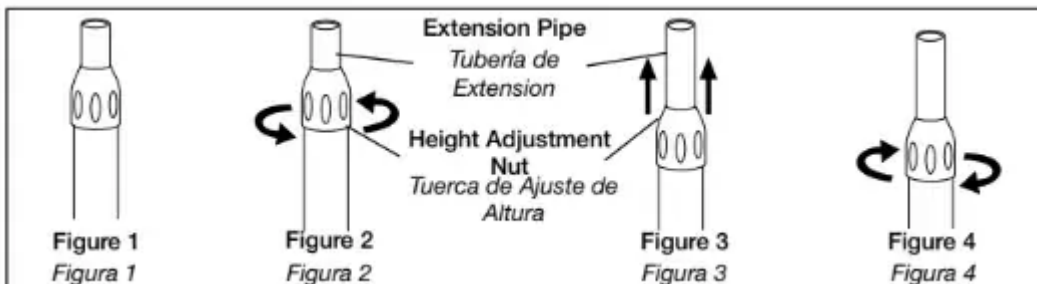 Extension Pipe
Tubería de
Extension
Height Adjustment
Nut
Tuerca de Ajuste de
Altura
Figure 1
Figura 1
Figure 2
Figura 2
Figure 3
Figura 3
Figure 4
Figura 4